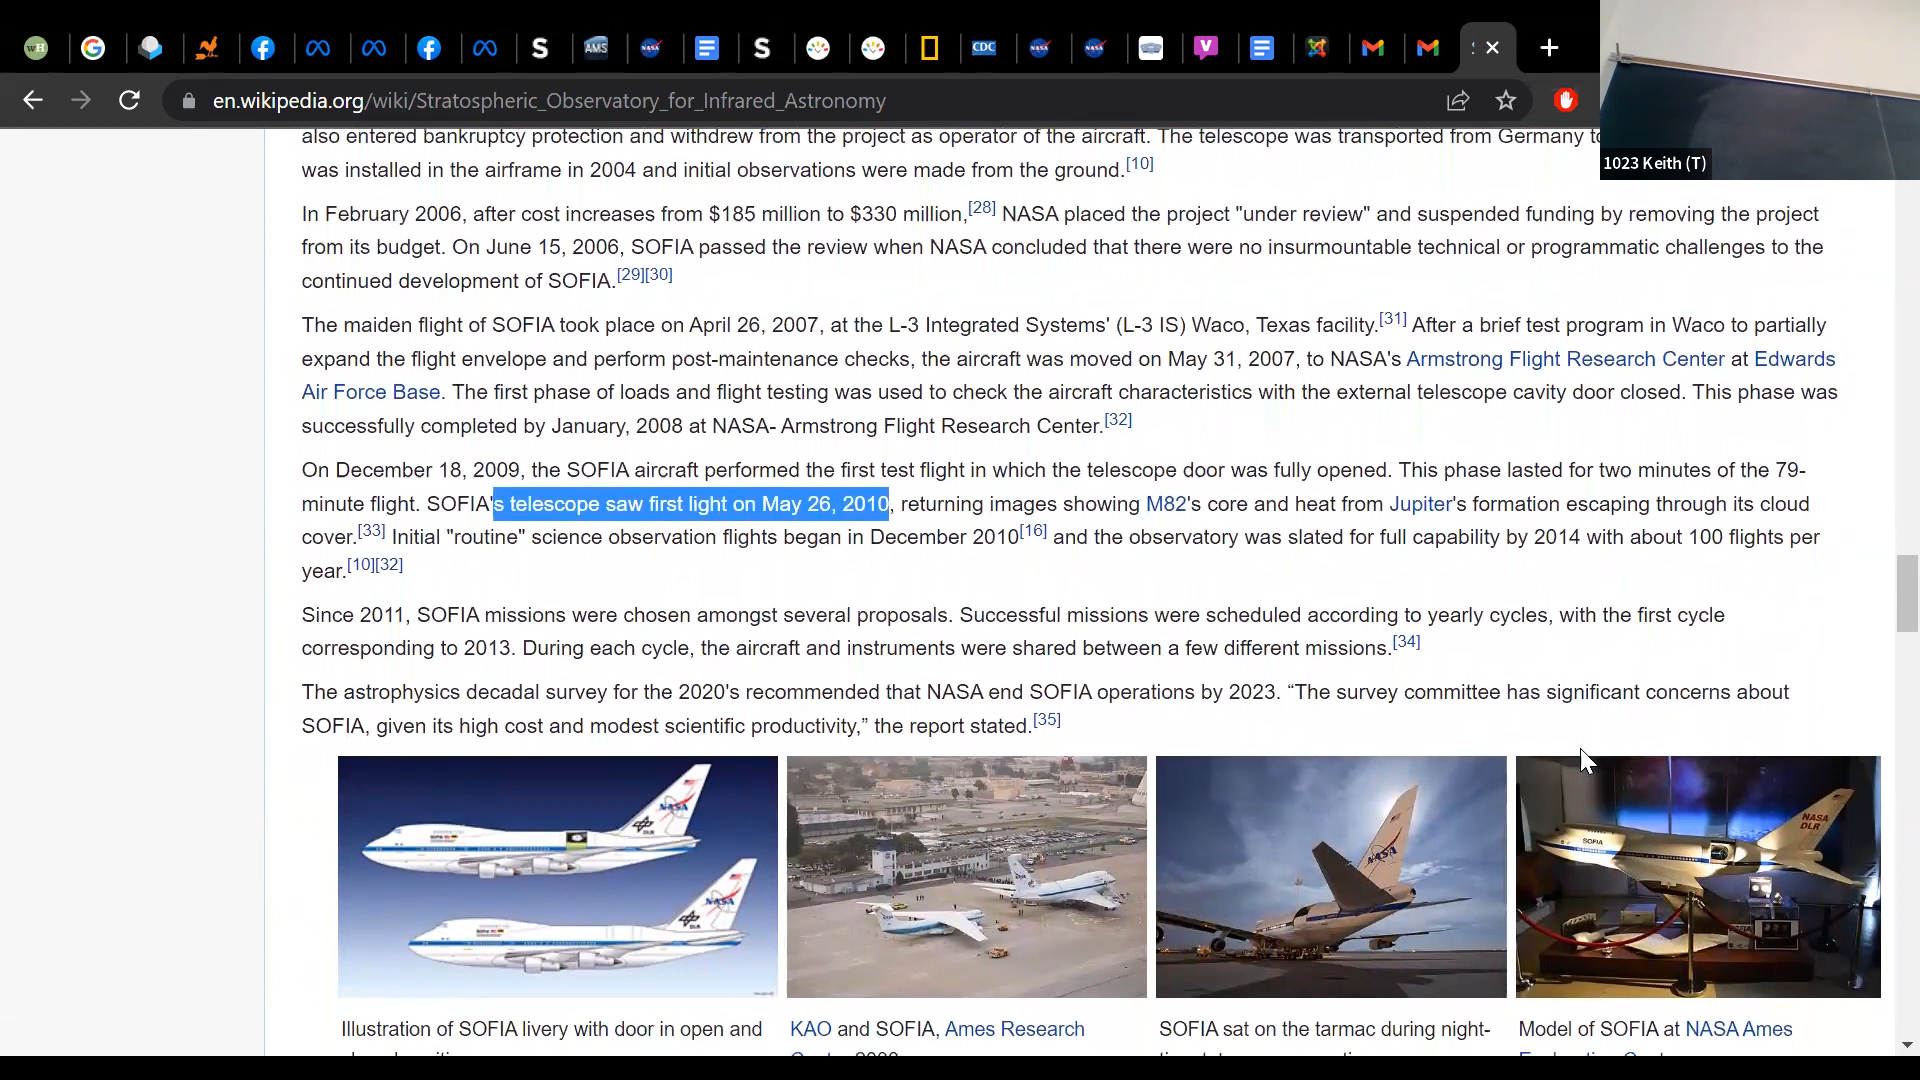 en.wikipedia.org/wiki/Stratospheric_Observatory_for_Infrared_Astronomy
1023 Keith (T)
also entered bankruptcy protection and withdrew from the project as operator of the aircraft. The telescope was transported from Germany
was installed in the airframe in 2004 and initial observations were made from the ground.[10]
In February 2006, after cost increases from $185 million to $330 million,[28] NASA placed the project "under review" and suspended funding by removing the project
from its budget. On June 15, 2006, SOFIA passed the review when NASA concluded that there were no insurmountable technical or programmatic challenges to the
continued development of SOFIA.[29][30]
The maiden flight of SOFIA took place on April 26, 2007, at the L-3 Integrated Systems' (L-3 IS) Waco, Texas facility.[31] After a brief test program in Waco to partially
expand the flight envelope and perform post-maintenance checks, the aircraft was moved on May 31, 2007, to NASA's Armstrong Flight Research Center at Edwards
Air Force Base. The first phase of loads and flight testing was used to check the aircraft characteristics with the external telescope cavity door closed. This phase was
successfully completed by January, 2008 at NASA- Armstrong Flight Research Center.[32]
On December 18, 2009, the SOFIA aircraft performed the first test flight in which the telescope door was fully opened. This phase lasted for two minutes of the 79-
minute flight. SOFIA's telescope saw first light on May 26, 2010, returning images showing M82's core and heat from Jupiter's formation escaping through its cloud
cover.[33] Initial "routine" science observation flights began in December 2010[16] and the observatory was slated for full capability by 2014 with about 100 flights per
year.[10][32]
Since 2011, SOFIA missions were chosen amongst several proposals. Successful missions were scheduled according to yearly cycles, with the first cycle
corresponding to 2013. During each cycle, the aircraft and instruments were shared between a few different missions.[34]
The astrophysics decadal survey for the 2020's recommended that NASA end SOFIA operations by 2023. “The survey committee has significant concerns about
SOFIA, given its high cost and modest scientific productivity,” the report stated.[35]
NASA
DLR
NASA
DLR
NASA
NASA
DLR
SOFIA
Illustration of SOFIA livery with door in open and
KAO and SOFIA, Ames Research
SOFIA sat on the tarmac during night-
Model of SOFIA at NASA Ames